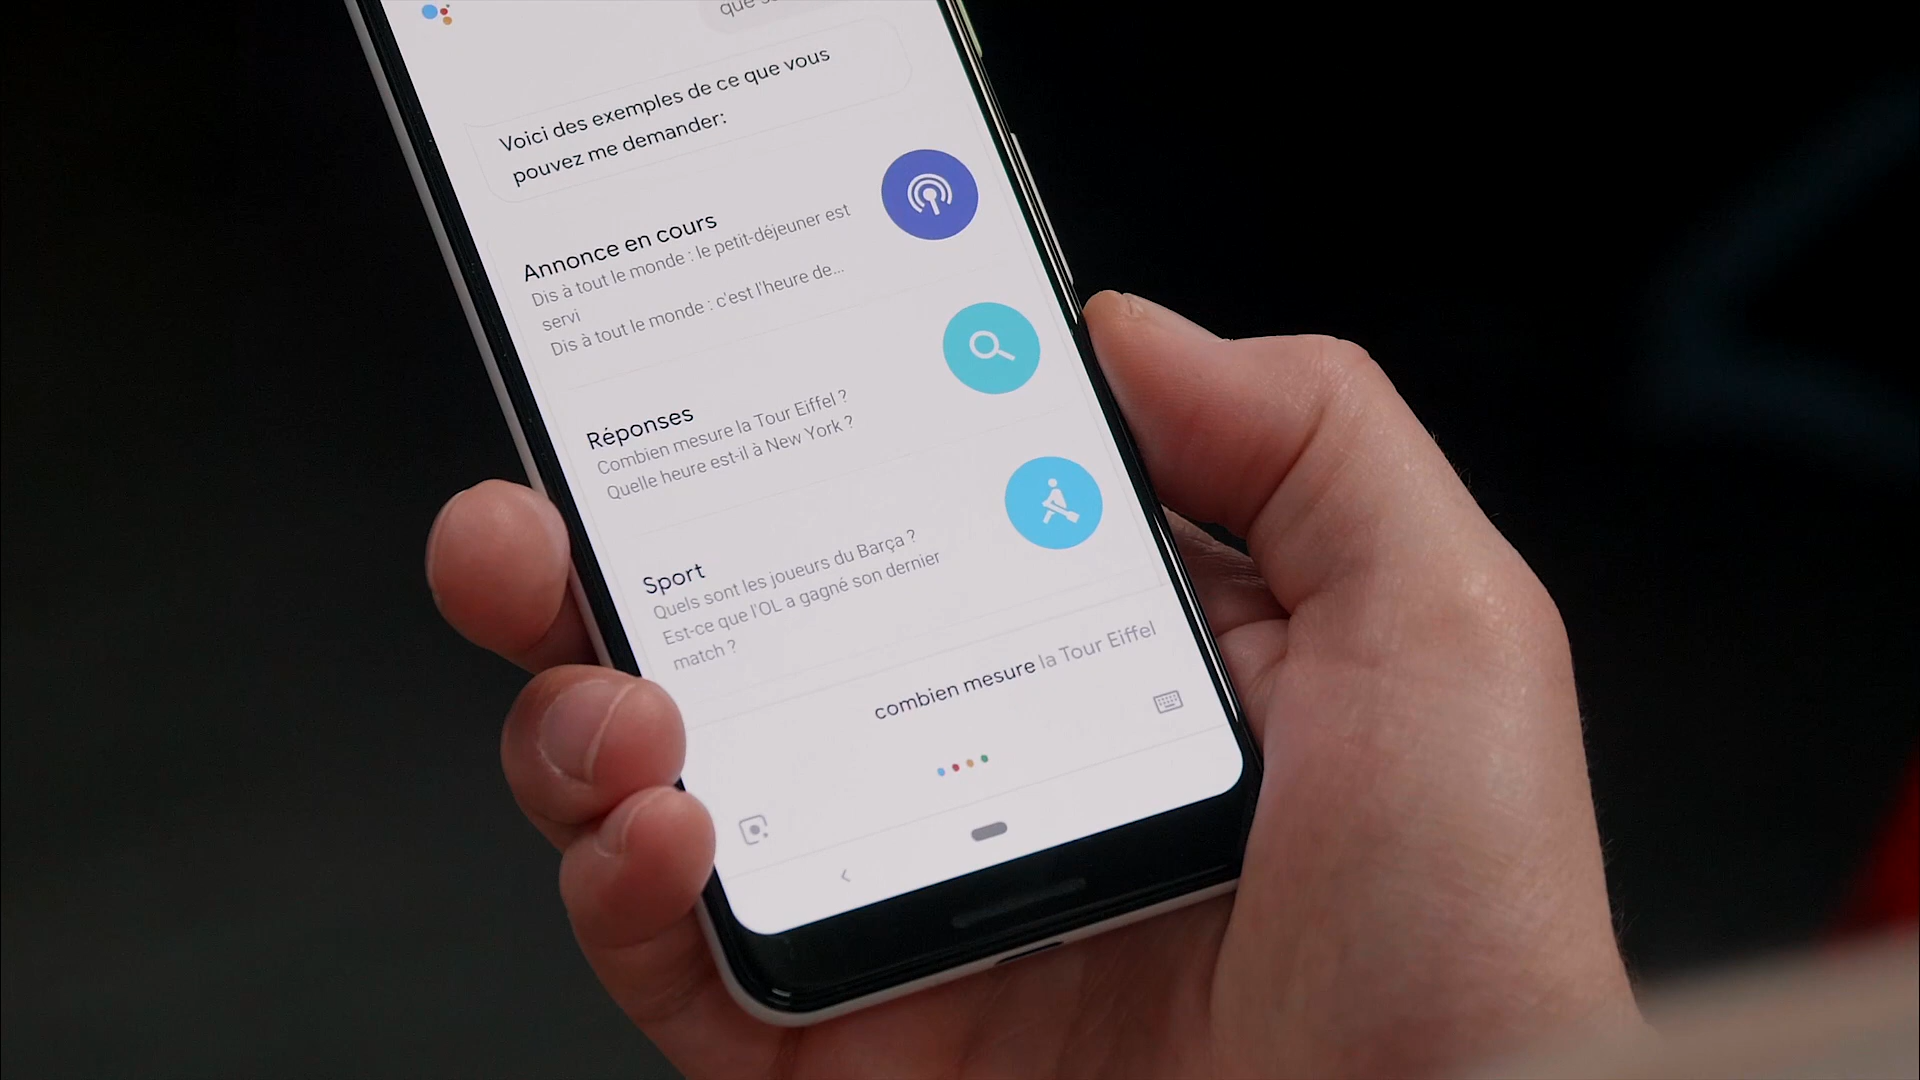 que
Voici des exemples de ce que vous
pouvez me demander:
Annonce en cours
Dis à tout le monde : le petit-déjeuner est
servi
Dis à tout le monde : c'est l'heure de...
Réponses
Combien mesure la Tour Eiffel ?
Quelle heure est-il à New York ?
Sport
Quels sont les joueurs du Barça ?
Est-ce que l'OL a gagné son dernier
match ?
combien mesure la Tour Eiffel